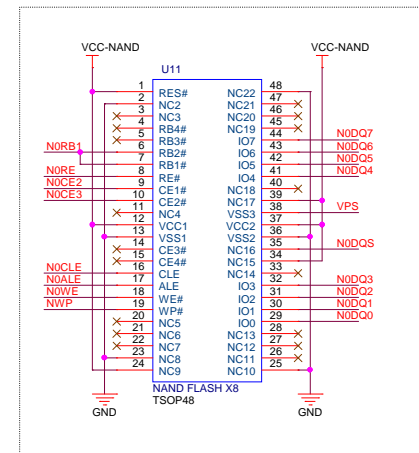 VCC-NAND VCC-NAND
U11
1 RES# NC22 48
2 NC2 NC21 47
3 NC3 NC20 46
4 RB4# NC19 45
5 RB3# IO7 44 N0DQ7
N0RB1 6 RB2# IO6 43 N0DQ6
7 RB1# IO5 42 N0DQ5
N0RE 8 RE# IO4 41 N0DQ4
N0CE2 9 CE1# NC18 40
N0CE3 10 CE2# NC17 39
11 NC4 VSS3 38 VPS
12 VCC1 VCC2 37
13 VSS1 VSS2 36
14 CE3# NC16 35 N0DQS
15 CE4# NC15 34
N0CLE 16 CLE NC14 33
N0ALE 17 ALE IO3 32 N0DQ3
N0WE 18 WE# IO2 31 N0DQ2
NWP 19 WP# IO1 30 N0DQ1
20 NC5 IO0 29 N0DQ0
21 NC6 NC13 28
22 NC7 NC12 27
23 NC8 NC11 26
24 NC9 NC10 25
NAND FLASH X8
TSOP48
GND GND